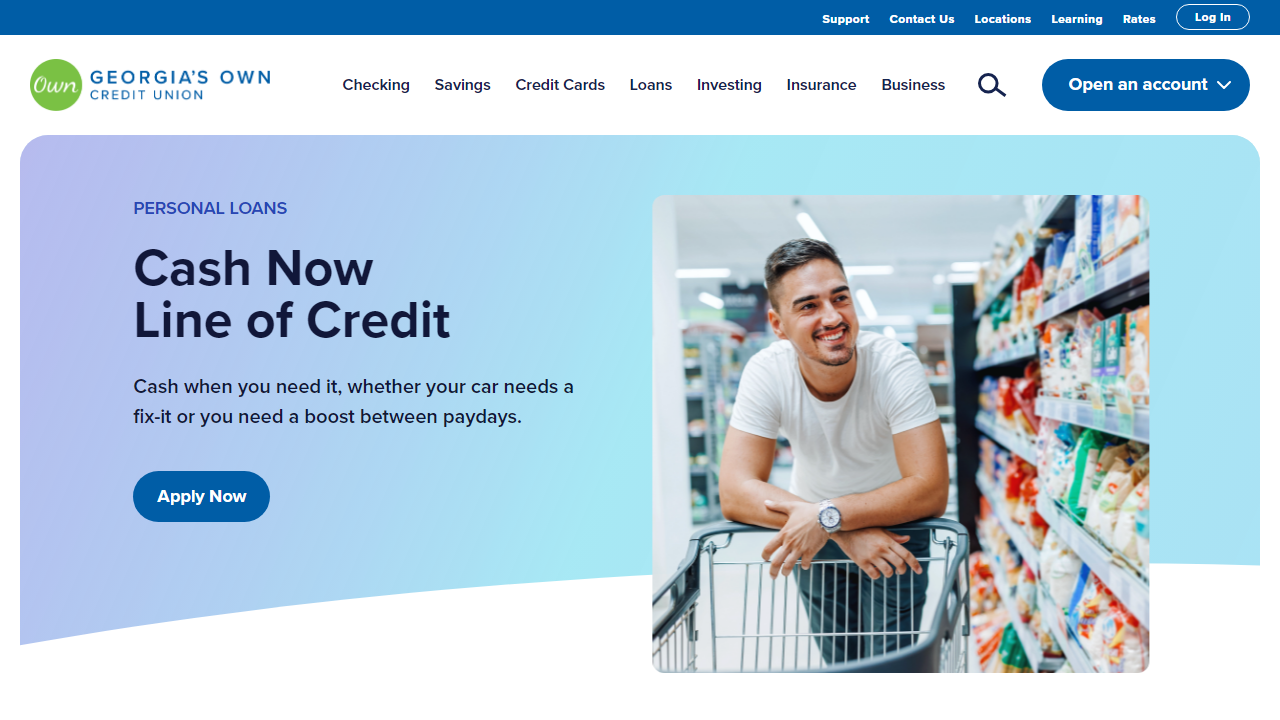 Support Contact Us Locations Learning Rates Log In
Own GEORGIA'S OWN
CREDIT UNION
Checking Savings Credit Cards Loans Investing Insurance Business Open an account
PERSONAL LOANS
Cash Now
Line of Credit
Cash when you need it, whether your car needs a
fix-it or you need a boost between paydays.
Apply Now